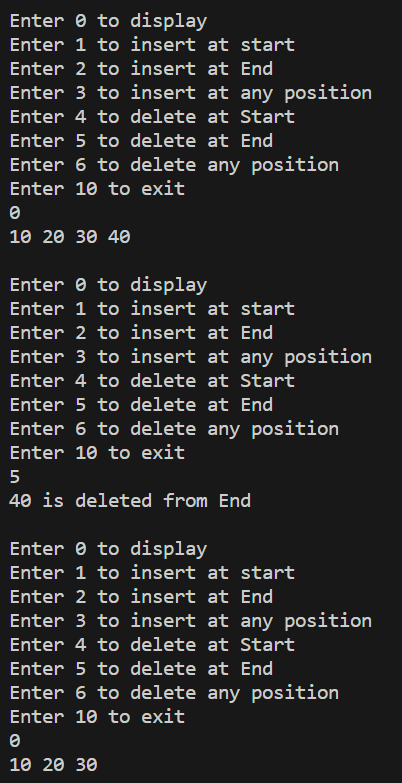 Enter 0 to display
Enter 1 to insert at start
Enter 2 to insert at End
Enter 3 to insert at any position
Enter 4 to delete at Start
Enter 5 to delete at End
Enter 6 to delete any position
Enter 10 to exit
0
10 20 30 40
Enter 0 to display
Enter 1 to insert at start
Enter 2 to insert at End
Enter 3 to insert at any position
Enter 4 to delete at Start
Enter 5 to delete at End
Enter 6 to delete any position
Enter 10 to exit
5
40 is deleted from End
Enter 0 to display
Enter 1 to insert at start
Enter 2 to insert at End
Enter 3 to insert at any position
Enter 4 to delete at Start
Enter 5 to delete at End
Enter 6 to delete any position
Enter 10 to exit
0
10 20 30